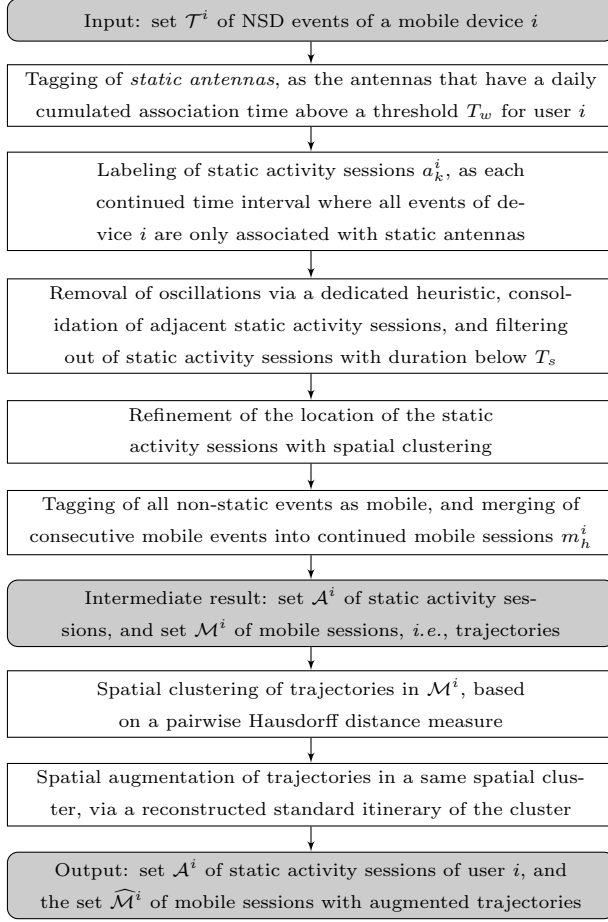 Input: set 𝒯^i of NSD events of a mobile device i
Tagging of static antennas, as the antennas that have a daily
cumulated association time above a threshold T_w for user i
Labeling of static activity sessions a_k^i, as each
continued time interval where all events of de-
vice i are only associated with static antennas
Removal of oscillations via a dedicated heuristic, consol-
idation of adjacent static activity sessions, and filtering
out of static activity sessions with duration below T_s
Refinement of the location of the static
activity sessions with spatial clustering
Tagging of all non-static events as mobile, and merging of
consecutive mobile events into continued mobile sessions m_h^i
Intermediate result: set 𝒜^i of static activity ses-
sions, and set ℳ^i of mobile sessions, i.e., trajectories
Spatial clustering of trajectories in ℳ^i, based
on a pairwise Hausdorff distance measure
Spatial augmentation of trajectories in a same spatial clus-
ter, via a reconstructed standard itinerary of the cluster
Output: set 𝒜^i of static activity sessions of user i, and
the set ℳ̂^i of mobile sessions with augmented trajectories